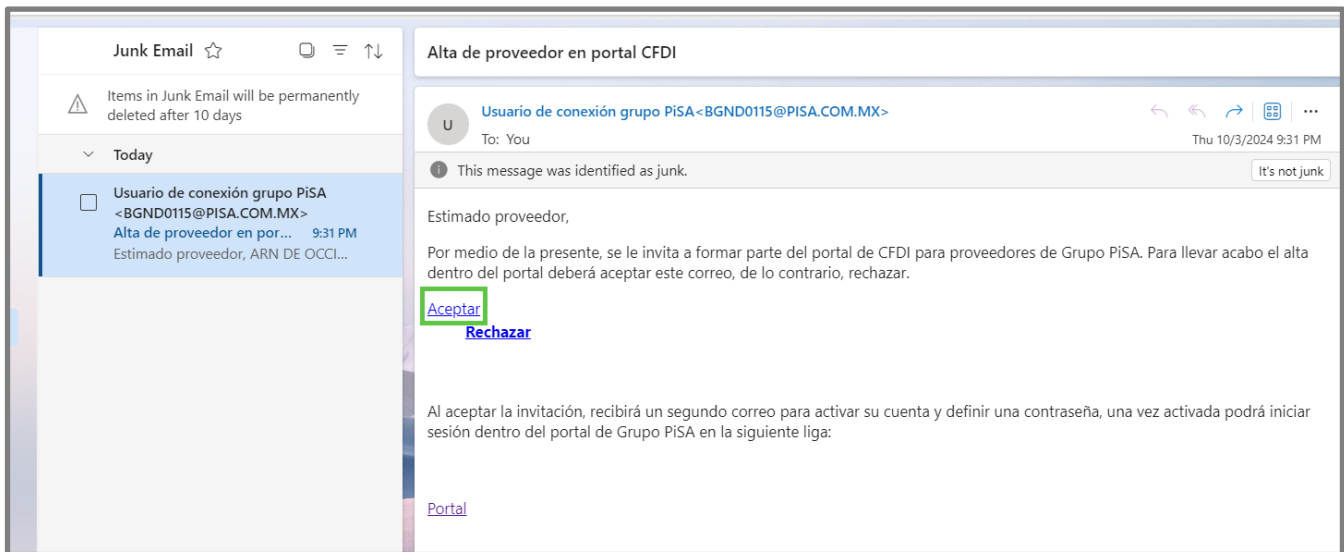 Junk Email
Items in Junk Email will be permanently
deleted after 10 days
Today
Usuario de conexión grupo PiSA
<BGND0115@PISA.COM.MX>
Alta de proveedor en por... 9:31 PM
Estimado proveedor, ARN DE OCCI...
Alta de proveedor en portal CFDI
U
Usuario de conexión grupo PiSA<BGND0115@PISA.COM.MX>
To: You
Thu 10/3/2024 9:31 PM
This message was identified as junk.
It's not junk
Estimado proveedor,
Por medio de la presente, se le invita a formar parte del portal de CFDI para proveedores de Grupo PiSA. Para llevar acabo el alta
dentro del portal deberá aceptar este correo, de lo contrario, rechazar.
Aceptar
Rechazar
Al aceptar la invitación, recibirá un segundo correo para activar su cuenta y definir una contraseña, una vez activada podrá iniciar
sesión dentro del portal de Grupo PiSA en la siguiente liga:
Portal